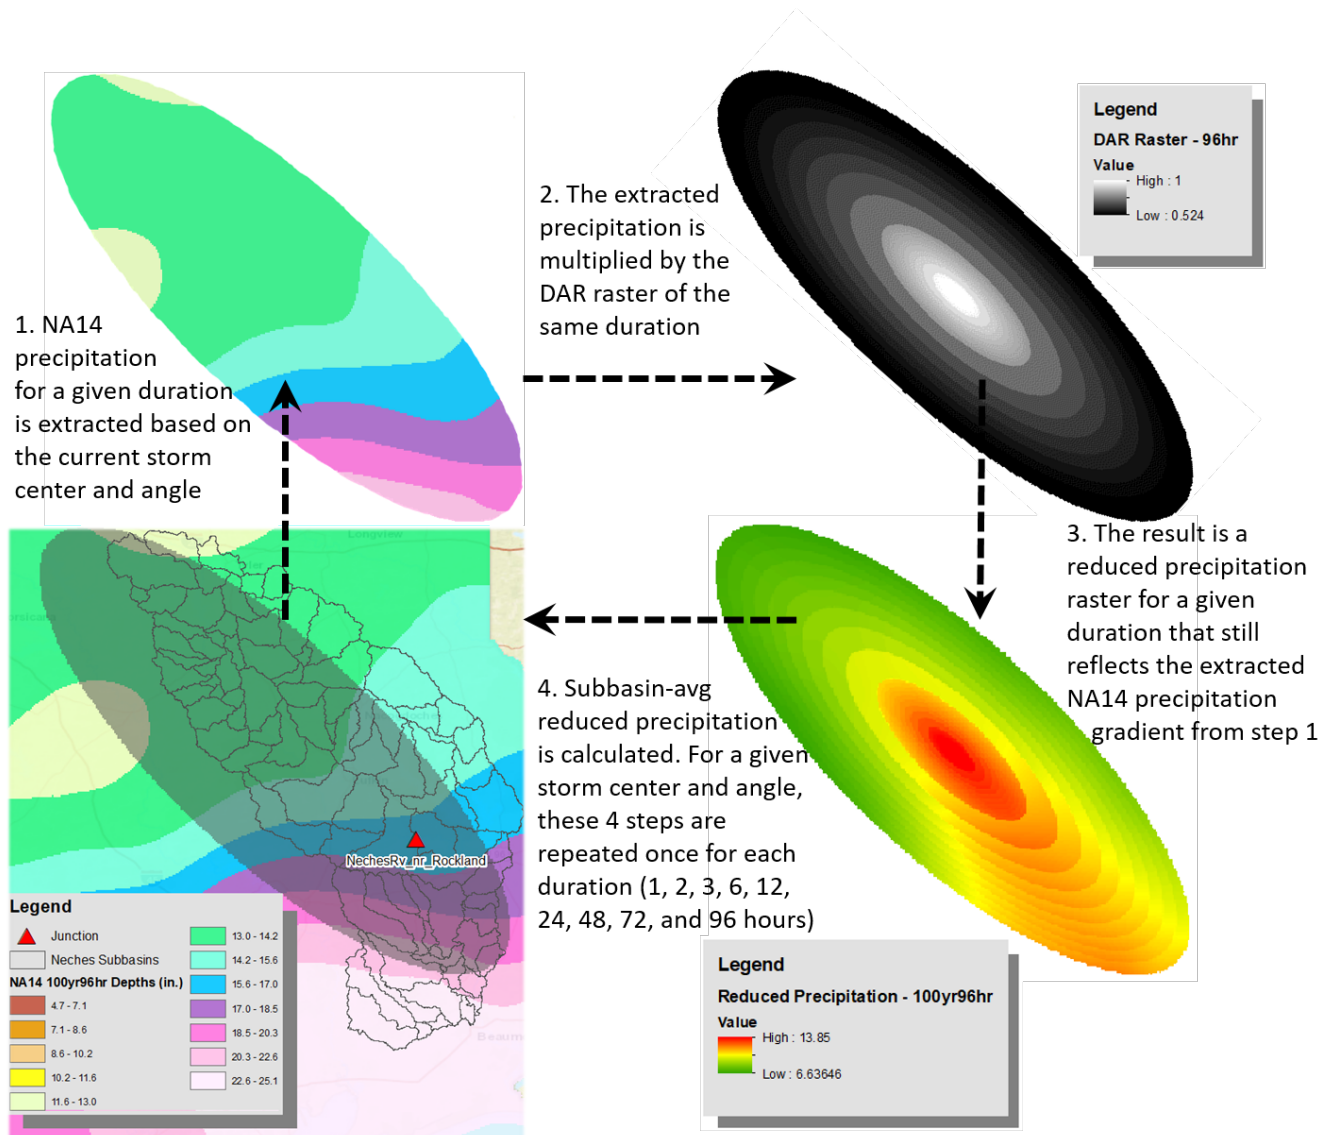 1. NA14
precipitation
for a given duration
is extracted based on
the current storm
center and angle
2. The extracted
precipitation is
multiplied by the
DAR raster of the
same duration
Legend
DAR Raster - 96hr
Value
High : 1
Low : 0.524
3. The result is a
reduced precipitation
raster for a given
duration that still
reflects the extracted
NA14 precipitation
gradient from step 1
4. Subbasin-avg
reduced precipitation
is calculated. For a given
storm center and angle,
these 4 steps are
repeated once for each
duration (1, 2, 3, 6, 12,
24, 48, 72, and 96 hours)
Longview
NechesRv_nr_Rockland
Legend
Junction
Neches Subbasins
NA14 100yr96hr Depths (in.)
4.7 - 7.1
7.1 - 8.6
8.6 - 10.2
10.2 - 11.6
11.6 - 13.0
13.0 - 14.2
14.2 - 15.6
15.6 - 17.0
17.0 - 18.5
18.5 - 20.3
20.3 - 22.6
22.6 - 25.1
Beaum
Legend
Reduced Precipitation - 100yr96hr
Value
High : 13.85
Low : 6.63646